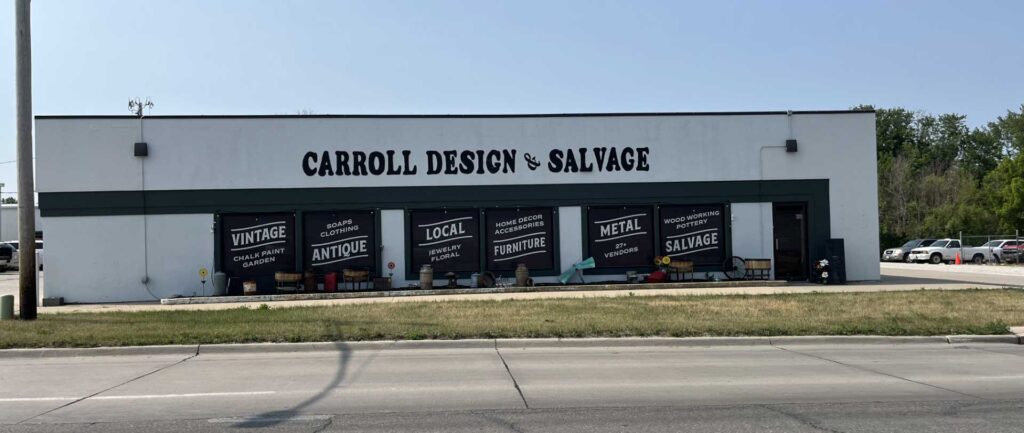 CARROLL DESIGN & SALVAGE
VINTAGE
CHALK PAINT
GARDEN
SOAPS
CLOTHING
ANTIQUE
LOCAL
JEWELRY
FLORAL
HOME DECOR
ACCESSORIES
FURNITURE
METAL
27+
VENDORS
WOOD WORKING
POTTERY
SALVAGE